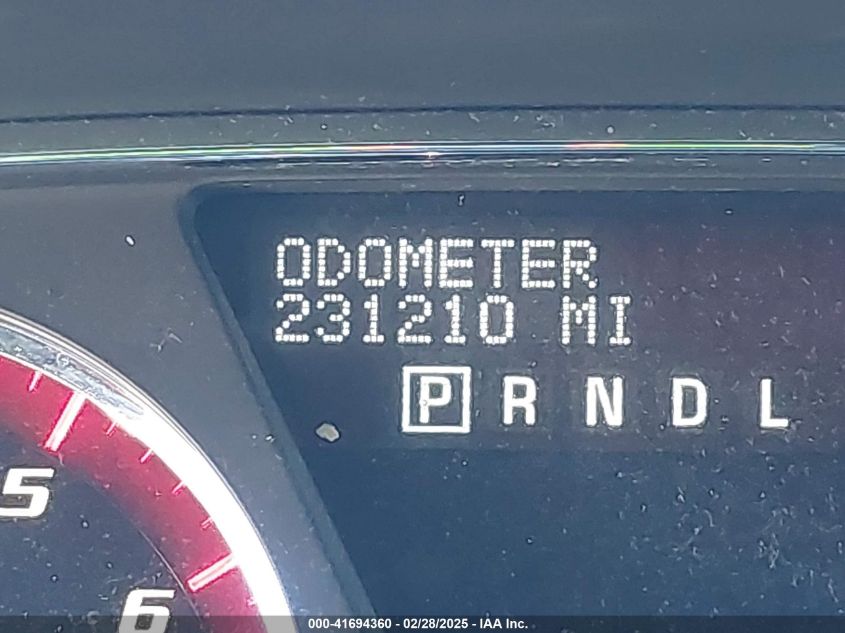 ODOMETER
231210 MI
P R N D L
5
6
000-41694360 - 02/28/2025 - IAA Inc.